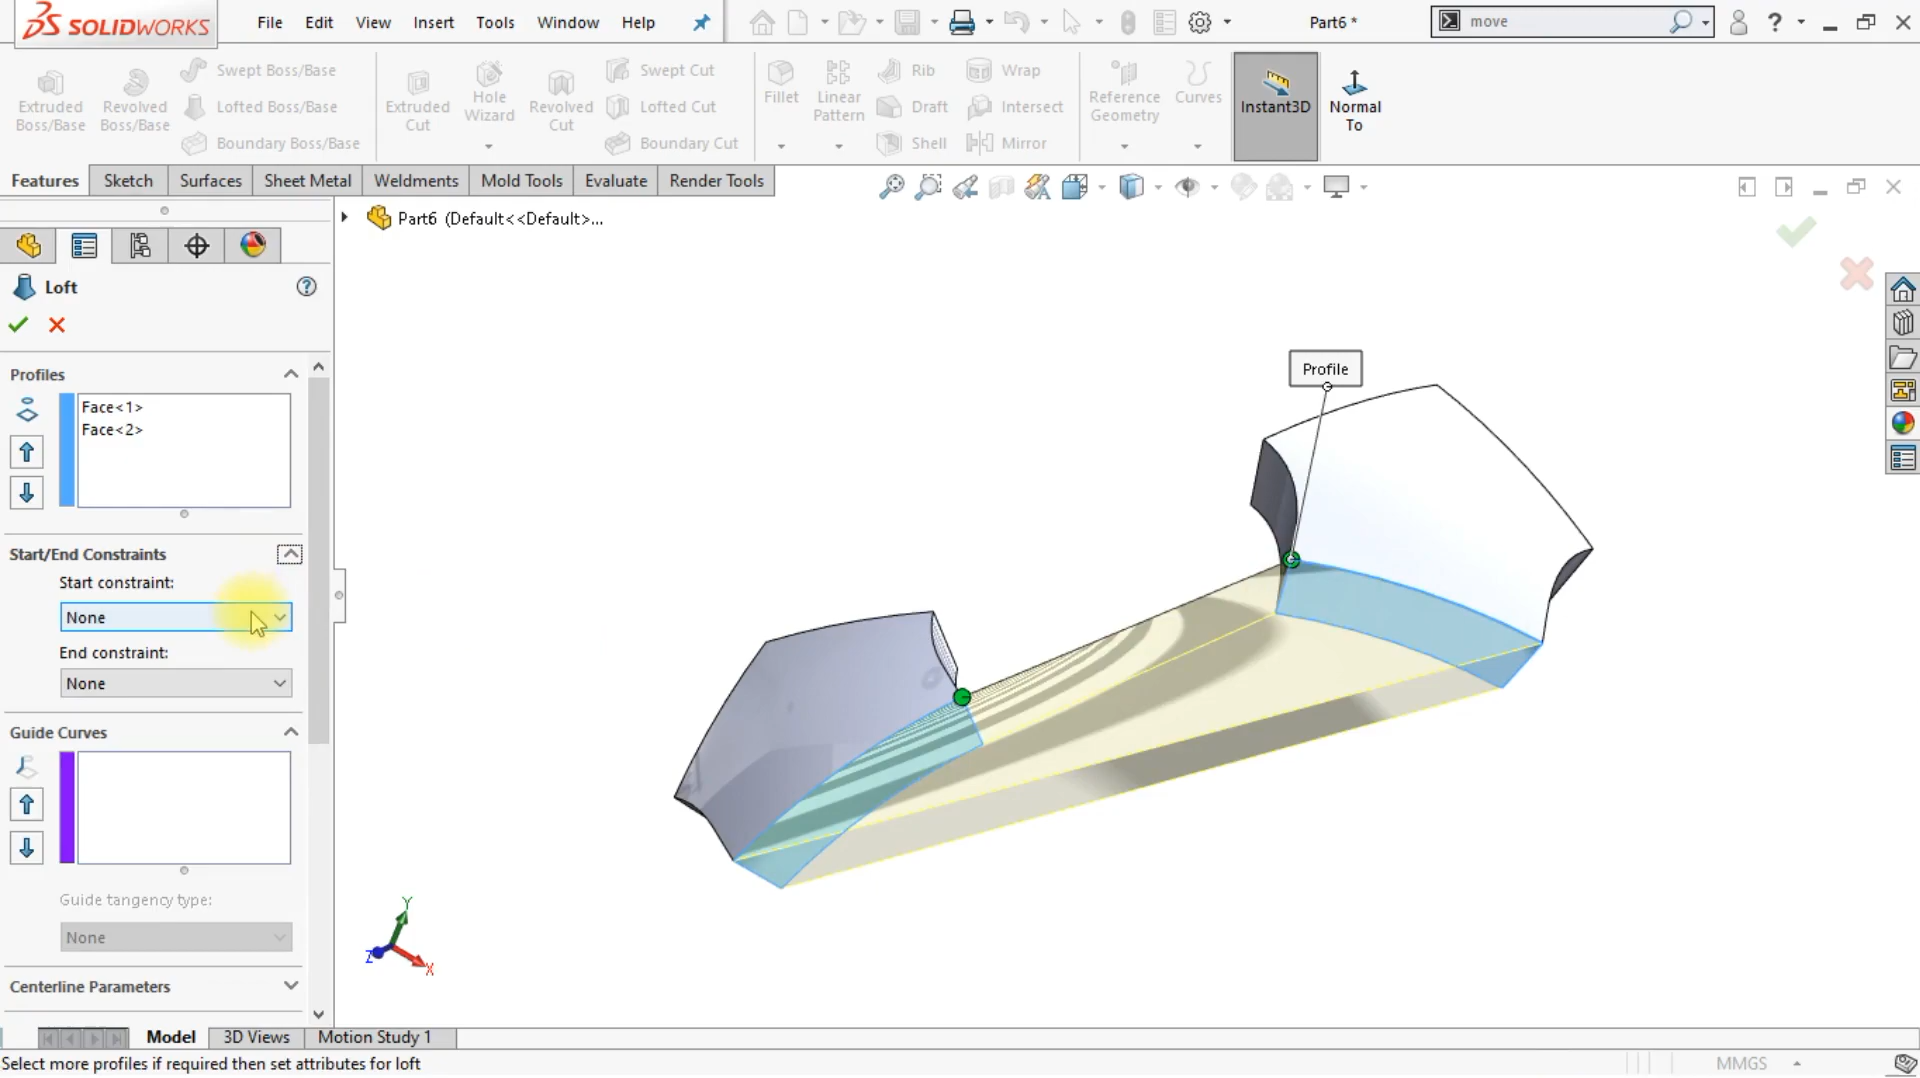 SOLIDWORKS File Edit View Insert Tools Window Help Part6 * move ?
Extruded Boss/Base
Revolved Boss/Base
Swept Boss/Base
Lofted Boss/Base
Boundary Boss/Base
Extruded Cut
Hole Wizard
Revolved Cut
Swept Cut
Lofted Cut
Boundary Cut
Fillet
Linear Pattern
Rib
Draft
Shell
Wrap
Intersect
Mirror
Reference Geometry
Curves
Instant3D
Normal To
Features Sketch Surfaces Sheet Metal Weldments Mold Tools Evaluate Render Tools
Part6 (Default<<Default>...
Loft ?
Profiles
Face<1>
Face<2>
Start/End Constraints
Start constraint:
None
End constraint:
None
Guide Curves
Guide tangency type:
None
Centerline Parameters
Profile
Y
Z
X
Model 3D Views Motion Study 1
Select more profiles if required then set attributes for loft MMGS